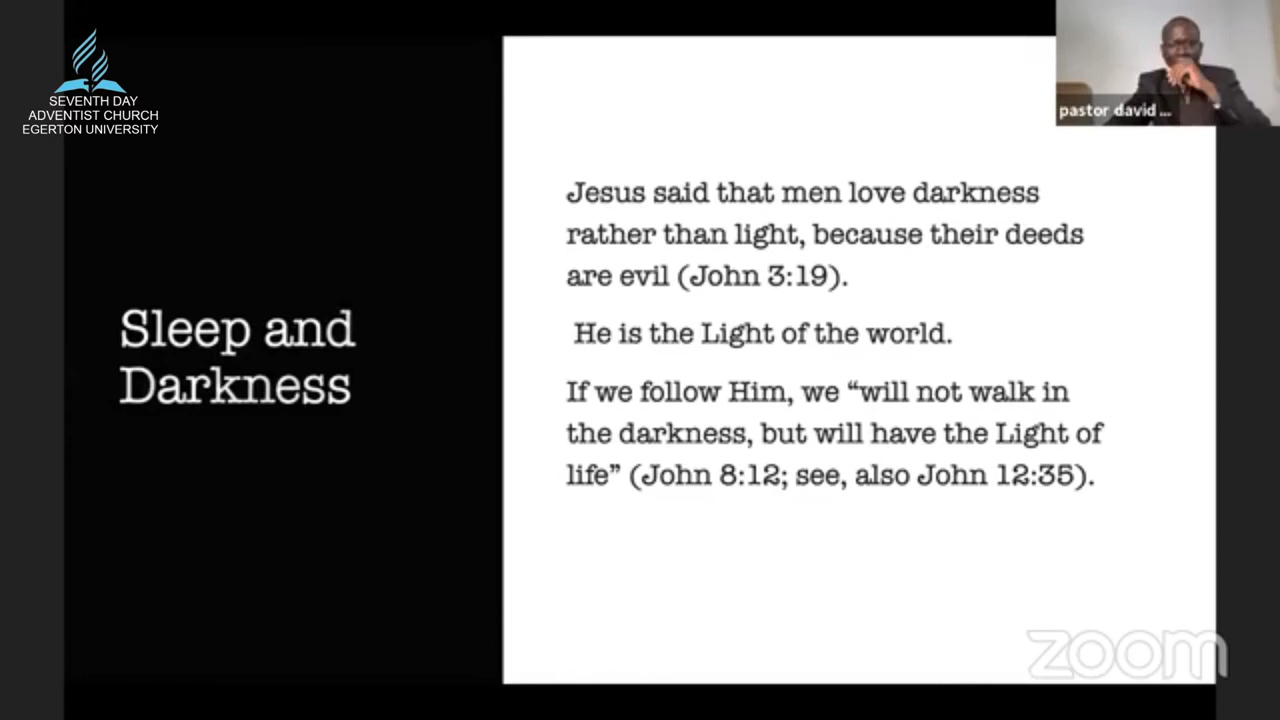 SEVENTH DAY
ADVENTIST CHURCH
EGERTON UNIVERSITY
pastor david ...
Sleep and
Darkness
Jesus said that men love darkness
rather than light, because their deeds
are evil (John 3:19).
He is the Light of the world.
If we follow Him, we “will not walk in
the darkness, but will have the Light of
life” (John 8:12; see, also John 12:35).
zoom